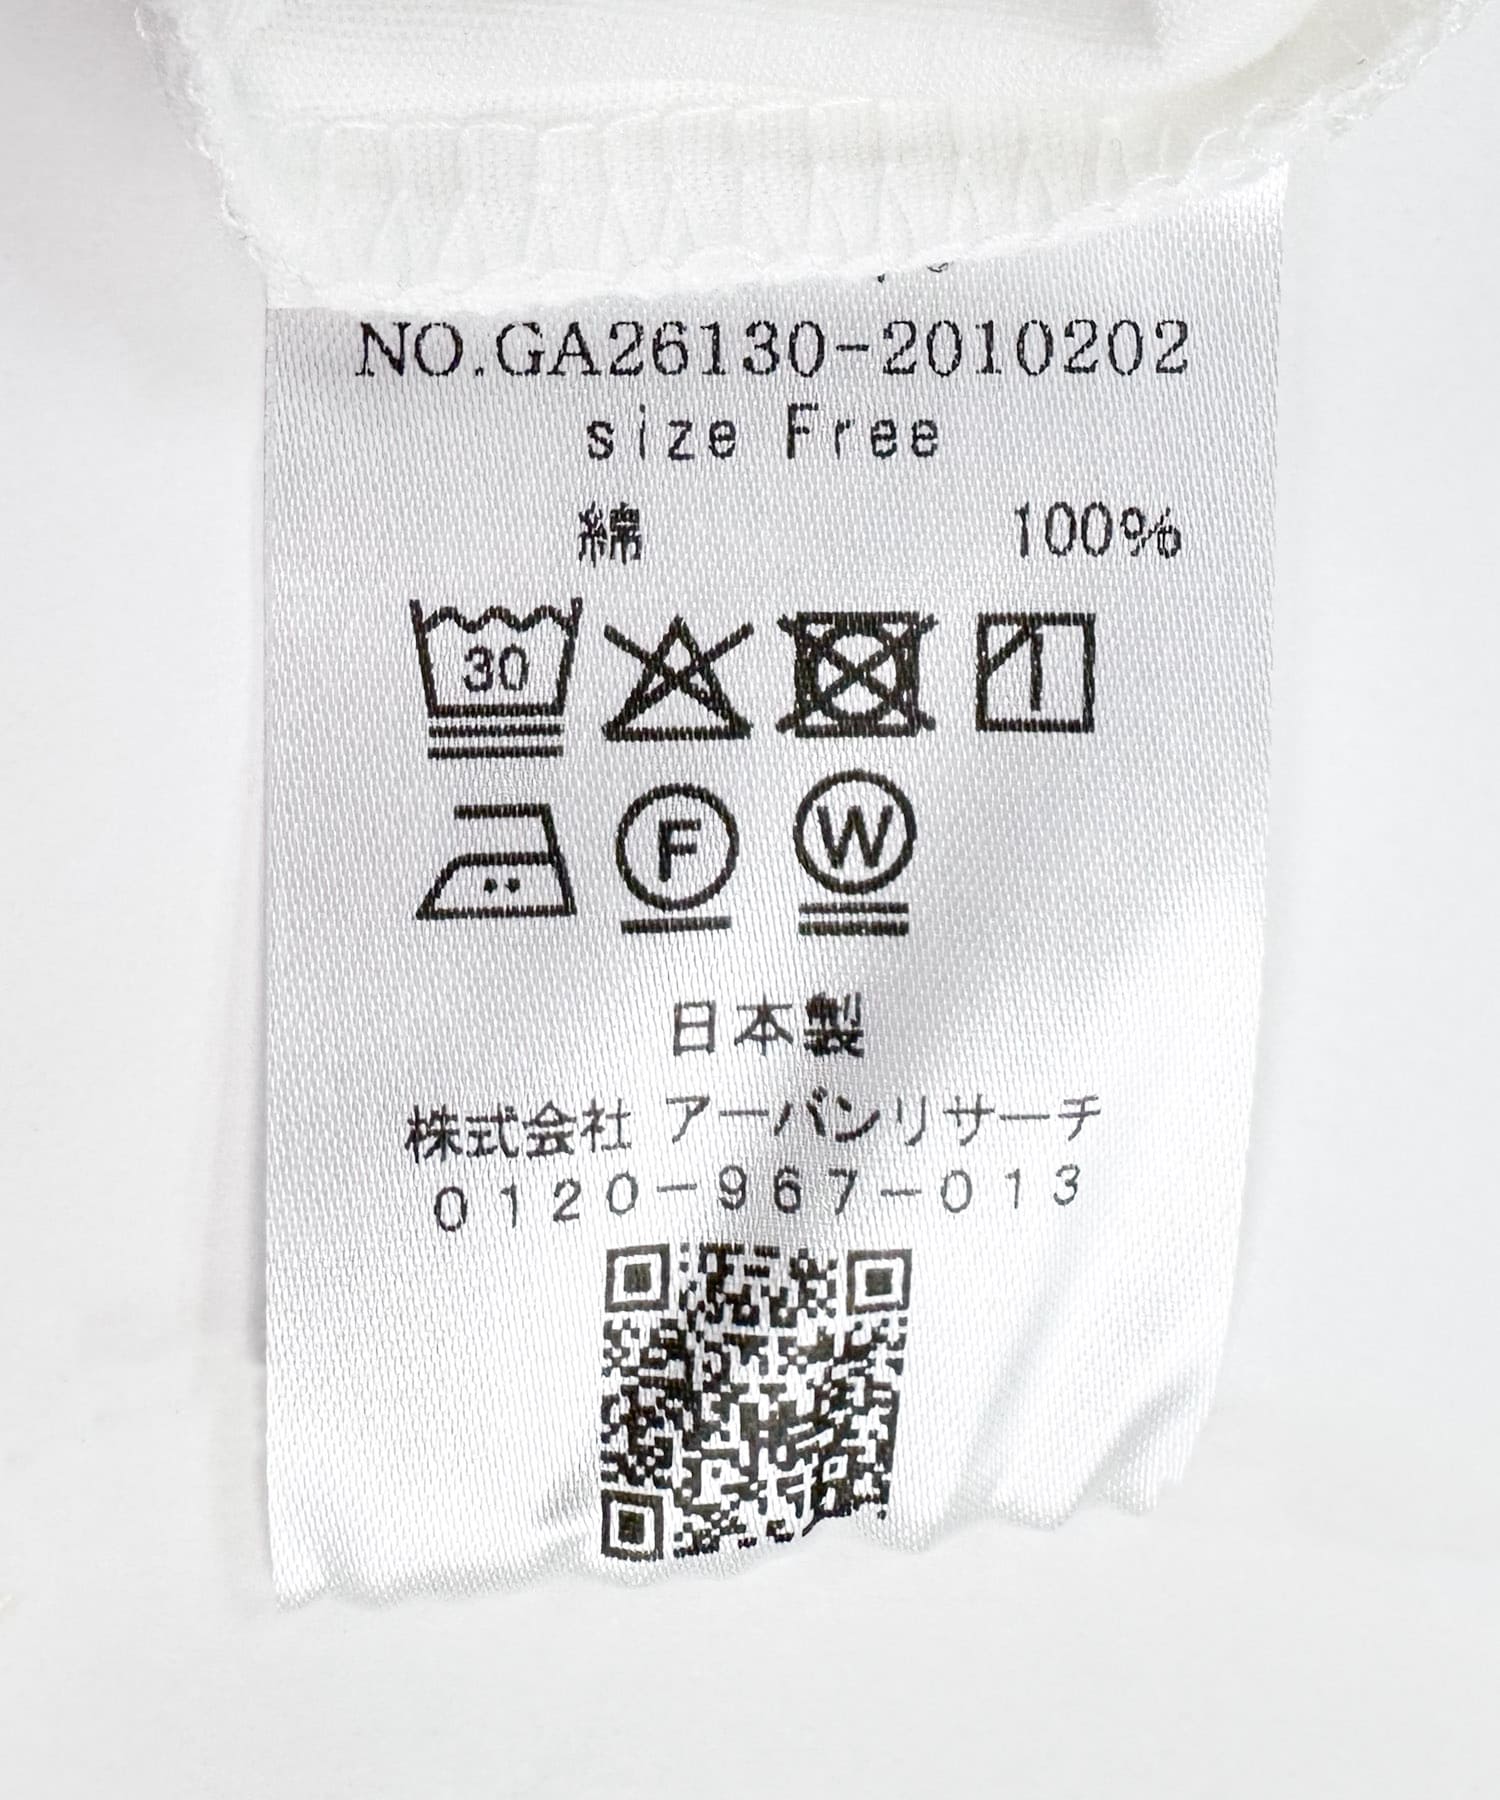 NO.GA26130-2010202
size Free
綿 100%
30
F W
日本製
株式会社 アーバンリサーチ
0120-967-013